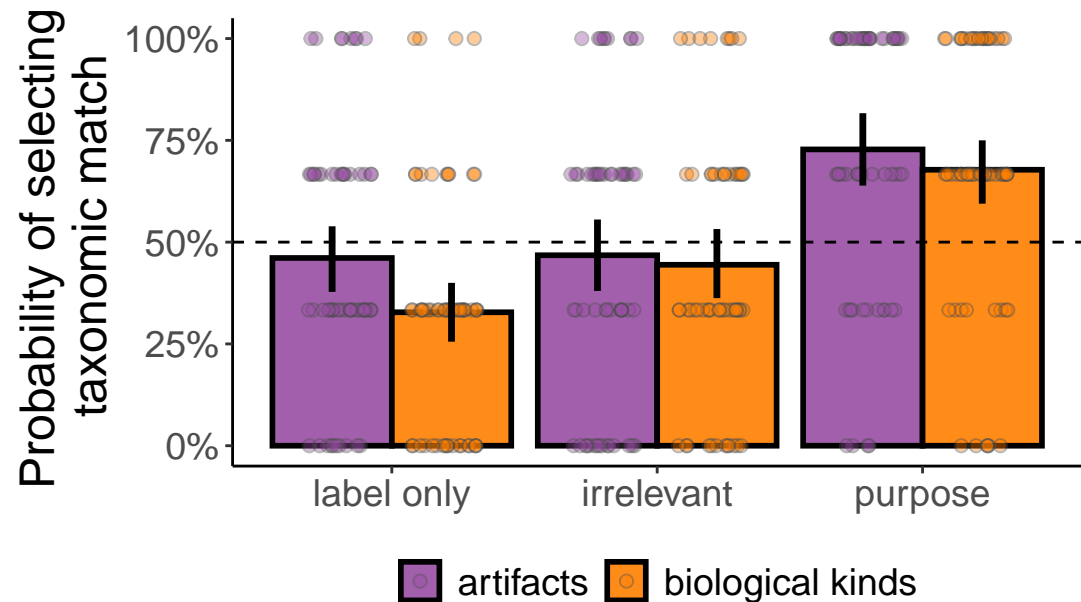 Probability of selecting
taxonomic match
100%
75%
50%
25%
0%
label only
irrelevant
purpose
artifacts
biological kinds